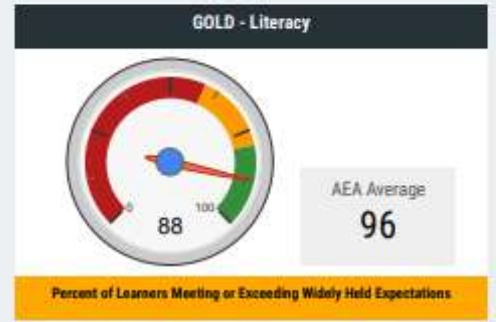 GOLD - Literacy
0
100
88
AEA Average
96
Percent of Learners Meeting or Exceeding Widely Held Expectations